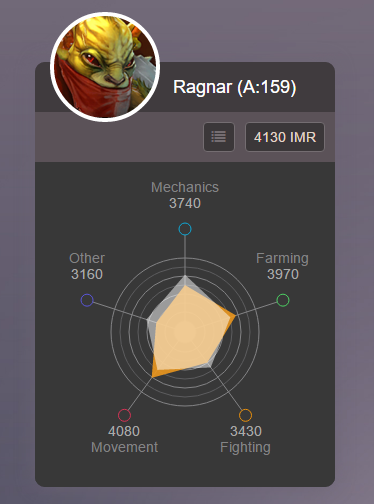 Ragnar (A:159)
4130 IMR
Mechanics
3740
Other
3160
Farming
3970
4080
Movement
3430
Fighting